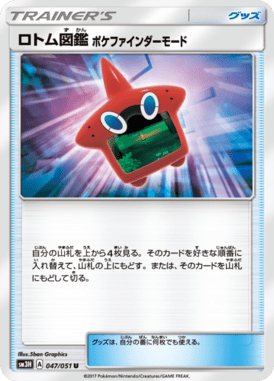 TRAINER'S
グッズ
ロトム図鑑 ポケファインダーモード
自分の山札を上から4枚見る。そのカードを好きな順番に
入れ替えて、山札の上にもどす。または、そのカードを山札
にもどして切る。
Illus.5ban Graphics
SM3H A 047/051 U
グッズは、自分の番に何枚でも使える。
©2017 Pokémon/Nintendo/Creatures/GAME FREAK.